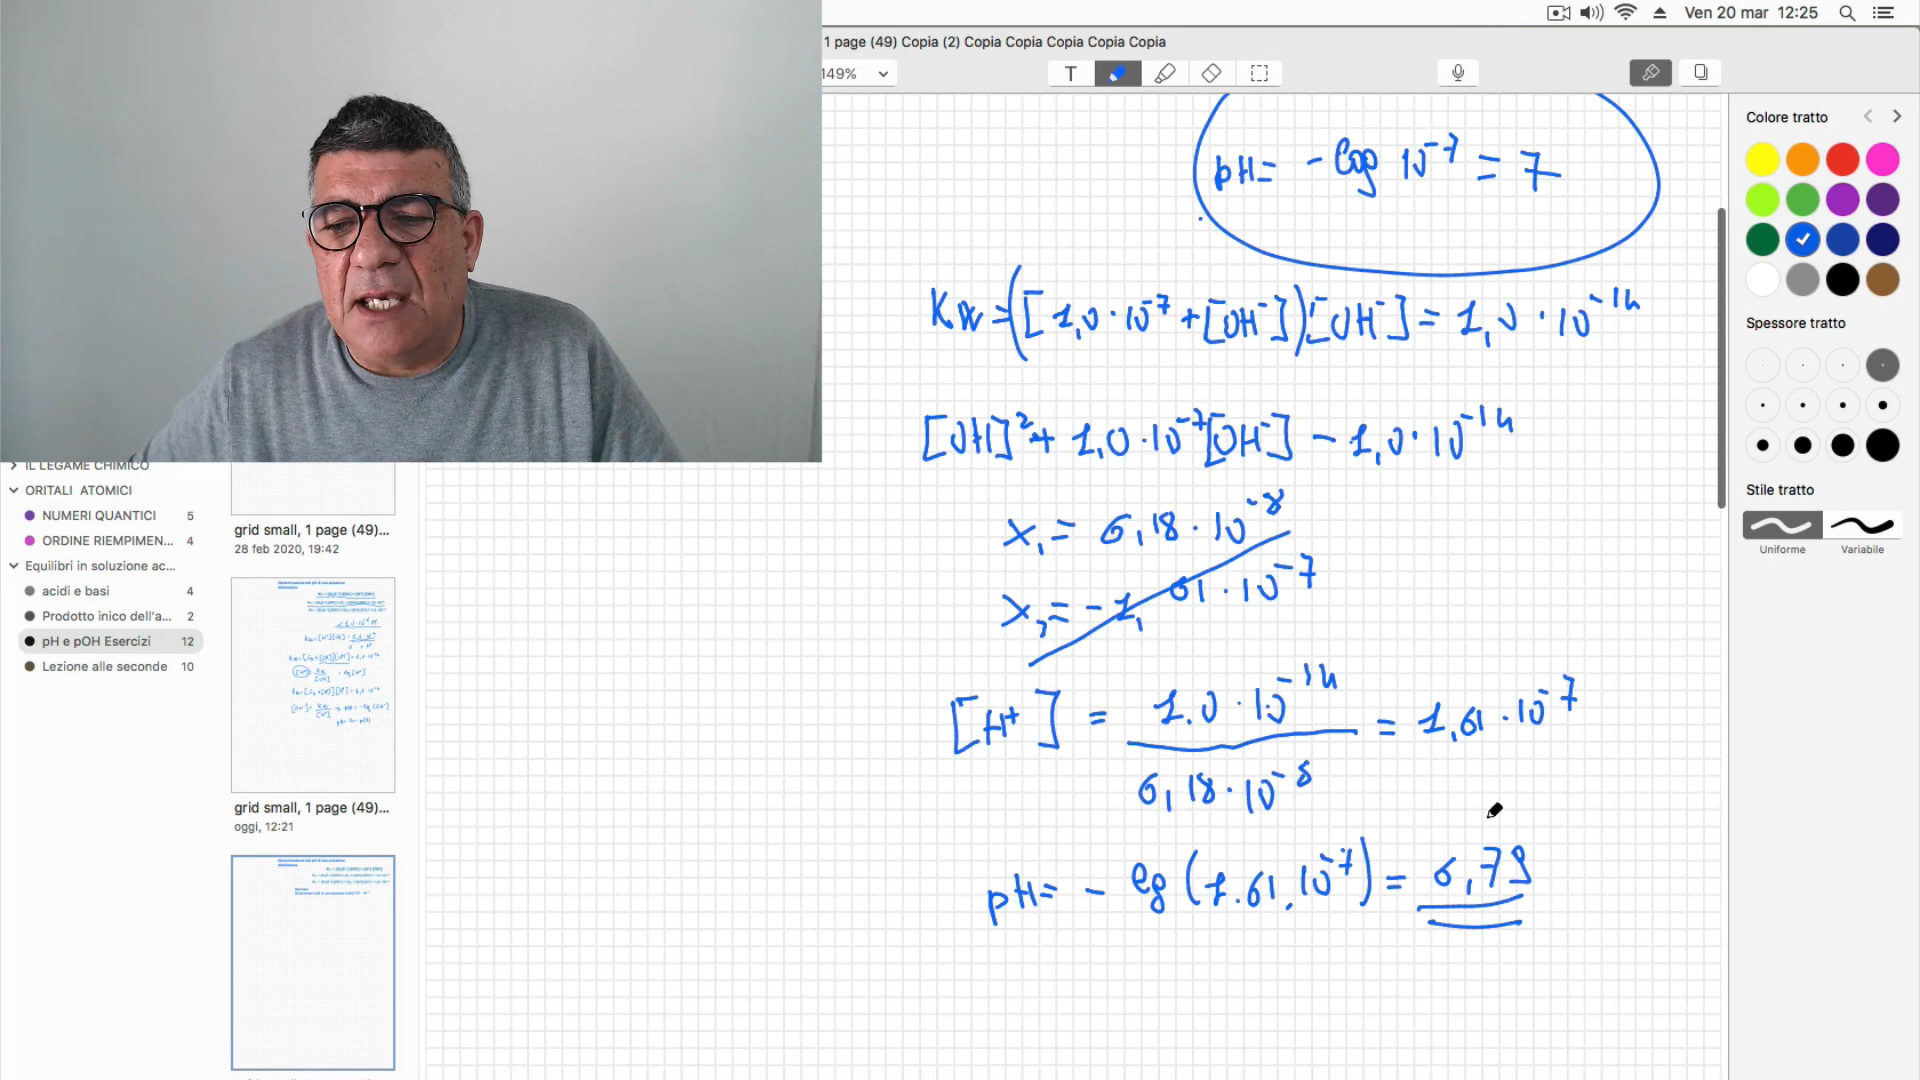 Ven 20 mar 12:25
1 page (49) Copia (2) Copia Copia Copia Copia Copia
149%
T
Colore tratto
Spessore tratto
Stile tratto
Uniforme
Variabile
IL LEGAME CHIMICO
ORITALI ATOMICI
NUMERI QUANTICI 5
ORDINE RIEMPIMEN... 4
Equilibri in soluzione ac...
acidi e basi 4
Prodotto inico dell'a... 2
pH e pOH Esercizi 12
Lezione alle seconde 10
grid small, 1 page (49)...
28 feb 2020, 19:42
grid small, 1 page (49)...
oggi, 12:21
pH= -log 10⁻⁷ = 7
Kw=([1,0·10⁻⁷+[OH⁻])[OH⁻]=1,0·10⁻¹⁴
[OH]²+1,0·10⁻⁷[OH⁻]-1,0·10⁻¹⁴
x₁= 6,18·10⁻⁸
x₂= -1,61·10⁻⁷
[H+] = 1.0·10⁻¹⁴ / 6,18·10⁻⁸ = 1,61·10⁻⁷
pH= - lg (1.61.10⁻⁷) = 6,79